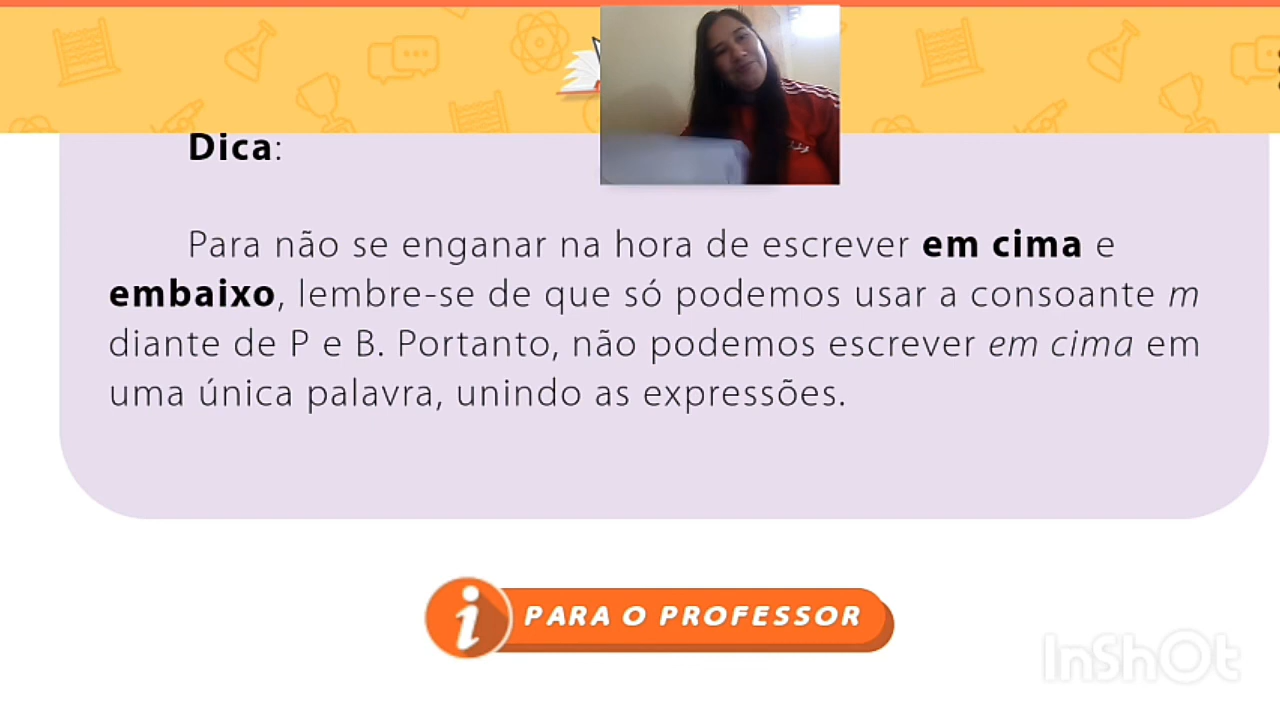 Dica:
Para não se enganar na hora de escrever em cima e
embaixo, lembre-se de que só podemos usar a consoante m
diante de P e B. Portanto, não podemos escrever em cima em
uma única palavra, unindo as expressões.
PARA O PROFESSOR
InShOt